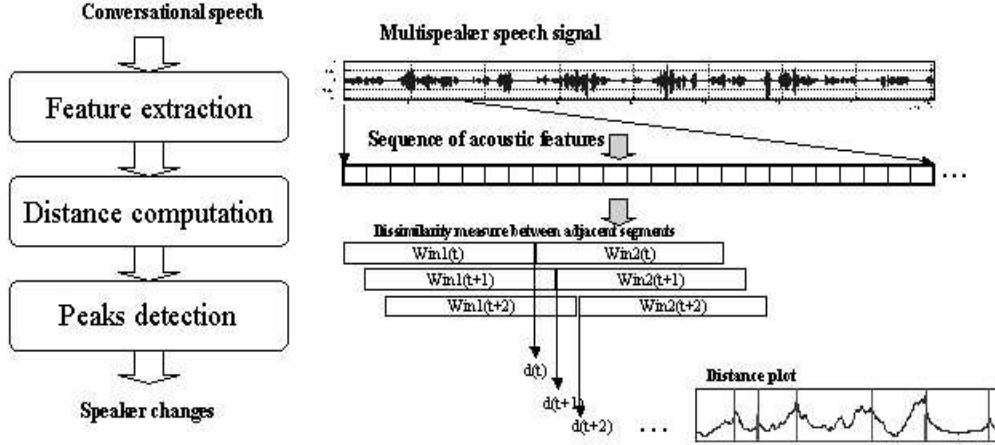 Conversational speech
Feature extraction
Distance computation
Peaks detection
Speaker changes
Multispeaker speech signal
Sequence of acoustic features
...
Dissimilarity measure between adjacent segments
Win1(t) Win2(t)
Win1(t+1) Win2(t+1)
Win1(t+2) Win2(t+2)
d(t)
d(t+1)
d(t+2) ...
Distance plot